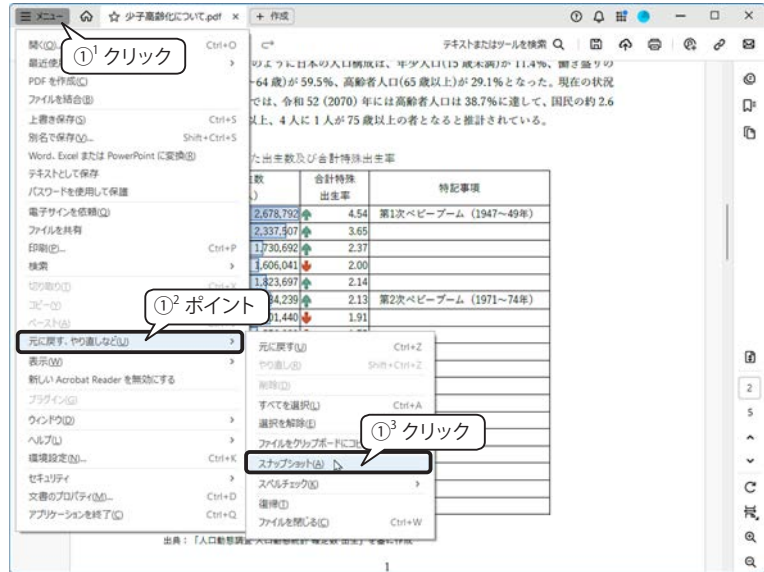 メニュー
少子高齢化について.pdf
× + 作成
①¹ クリック
開く(O)...
Ctrl+O
テキストまたはツールを検索
PDF を作成(C)
ファイルを結合(B)
上書き保存(S) Ctrl+S
別名で保存(V)... Shift+Ctrl+S
Word、Excel または PowerPoint に変換(R)
テキストとして保存
パスワードを使用して保護
電子サインを依頼(Q)
ファイルを共有
印刷(P)... Ctrl+P
検索
切り取り(T) Ctrl+X
コピー(Y)
ペースト(A)
元に戻す、やり直しなど(U)
表示(W)
新しい Acrobat Reader を無効にする
プラグイン(G)
ウィンドウ(D)
ヘルプ(L)
環境設定(N)... Ctrl+K
セキュリティ
文書のプロパティ(M)... Ctrl+D
アプリケーションを終了(C) Ctrl+Q
①² ポイント
元に戻す(U) Ctrl+Z
やり直し(R) Shift+Ctrl+Z
削除(D)
すべてを選択(L) Ctrl+A
選択を解除(E)
ファイルをクリップボードにコピ
①³ クリック
スナップショット(A)
スペルチェック(K)
復帰(T)
ファイルを閉じる(C) Ctrl+W
のように日本の人口構成は、年少人口(15 歳未満)が 11.4%、働き盛りの
~64 歳)が 59.5%、高齢者人口(65 歳以上)が 29.1%となった。現在の状況
では、令和 52 (2070) 年には高齢者人口は 38.7%に達して、国民の約 2.6
以上、4 人に 1 人が 75 歳以上の者となると推計されている。
た出生数及び合計特殊出生率
数 合計特殊出生率 特記事項
2,678,792 4.54 第1次ベビーブーム (1947~49年)
2,337,507 3.65
1,730,692 2.37
1,606,041 2.00
1,823,697 2.14
34,239 2.13 第2次ベビーブーム (1971~74年)
01,440 1.91
出典:「人口動態調査 人口動態統計 確定数 出生」を基に作成
1
2
5